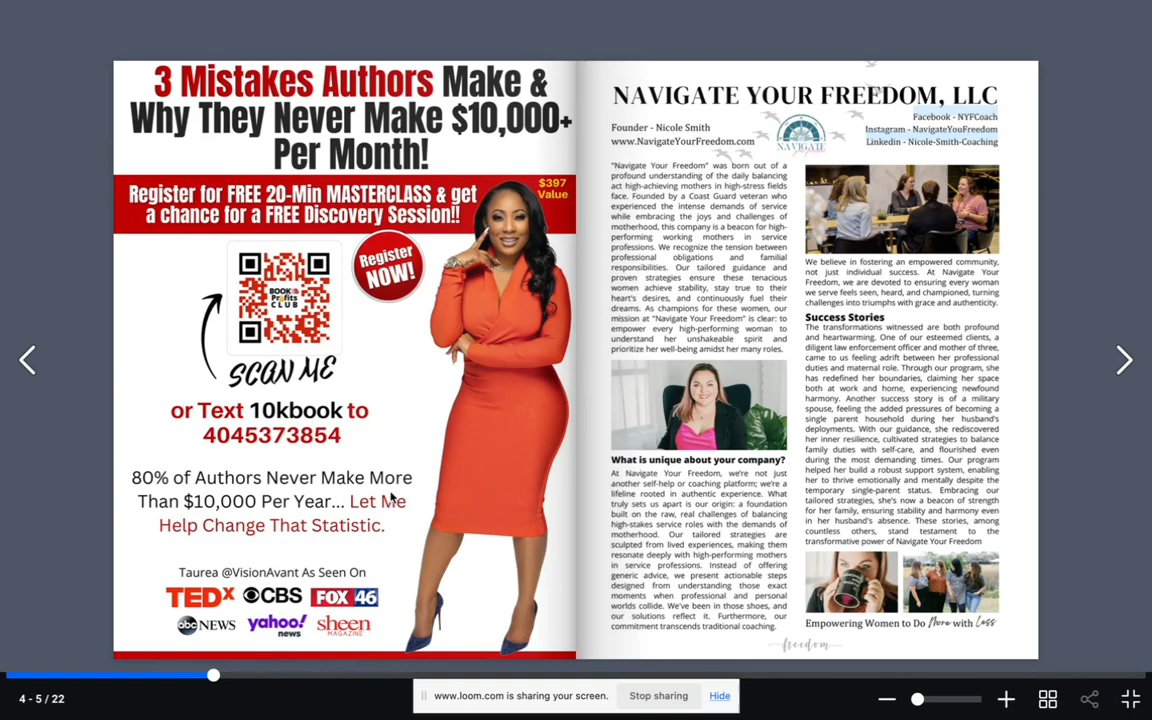 3 Mistakes Authors Make &
Why They Never Make $10,000+
Per Month!
Register for FREE 20-Min MASTERCLASS & get
a chance for a FREE Discovery Session!!
$397
Value
Register
NOW!
BOOK
Profits
CLUB
SCAN ME
or Text 10kbook to
4045373854
80% of Authors Never Make More
Than $10,000 Per Year... Let Me
Help Change That Statistic.
Taurea @VisionAvant As Seen On
TEDx CBS FOX 46
abc NEWS yahoo!
news
sheen
MAGAZINE
NAVIGATE YOUR FREEDOM, LLC
Founder - Nicole Smith
www.NavigateYourFreedom.com
NAVIGATE
Facebook - NYFCoach
Instagram - NavigateYouFreedom
Linkedin - Nicole-Smith-Coaching
"Navigate Your Freedom" was born out of a
profound understanding of the daily balancing
act high-achieving mothers in high-stress fields
face. Founded by a Coast Guard veteran who
experienced the intense demands of service
while embracing the joys and challenges of
motherhood, this company is a beacon for high-
performing working mothers in service
professions. We recognize the tension between
professional obligations and familial
responsibilities. Our tailored guidance and
proven strategies ensure these tenacious
women achieve stability, stay true to their
heart's desires, and continuously fuel their
dreams. As champions for these women, our
mission at "Navigate Your Freedom" is clear: to
empower every high-performing woman to
understand her unshakeable spirit and
prioritize her well-being amidst her many roles.
What is unique about your company?
At Navigate Your Freedom, we're not just
another self-help or coaching platform; we're a
lifeline rooted in authentic experience. What
truly sets us apart is our origin: a foundation
built on the raw, real challenges of balancing
high-stakes service roles with the demands of
motherhood. Our tailored strategies are
sculpted from lived experiences, making them
resonate deeply with high-performing mothers
in service professions. Instead of offering
generic advice, we present actionable steps
designed from understanding those exact
moments when professional and personal
worlds collide. We've been in those shoes, and
our solutions reflect it. Furthermore, our
commitment transcends traditional coaching.
We believe in fostering an empowered community,
not just individual success. At Navigate Your
Freedom, we are devoted to ensuring every woman
we serve feels seen, heard, and championed, turning
challenges into triumphs with grace and authenticity.
Success Stories
The transformations witnessed are both profound
and heartwarming. One of our esteemed clients, a
diligent law enforcement officer and mother of three,
came to us feeling adrift between her professional
duties and maternal role. Through our program, she
has redefined her boundaries, claiming her space
both at work and home, experiencing newfound
harmony. Another success story is of a military
spouse, feeling the added pressures of becoming a
single parent household during her husband's
deployments. With our guidance, she rediscovered
her inner resilience, cultivated strategies to balance
family duties with self-care, and flourished even
during the most demanding times. Our program
helped her build a robust support system, enabling
her to thrive emotionally and mentally despite the
temporary single-parent status. Embracing our
tailored strategies, she's now a beacon of strength
for her family, ensuring stability and harmony even
in her husband's absence. These stories, among
countless others, stand testament to the
transformative power of Navigate Your Freedom
Empowering Women to Do More with Less
freedom
4 - 5 / 22
www.loom.com is sharing your screen.
Stop sharing
Hide